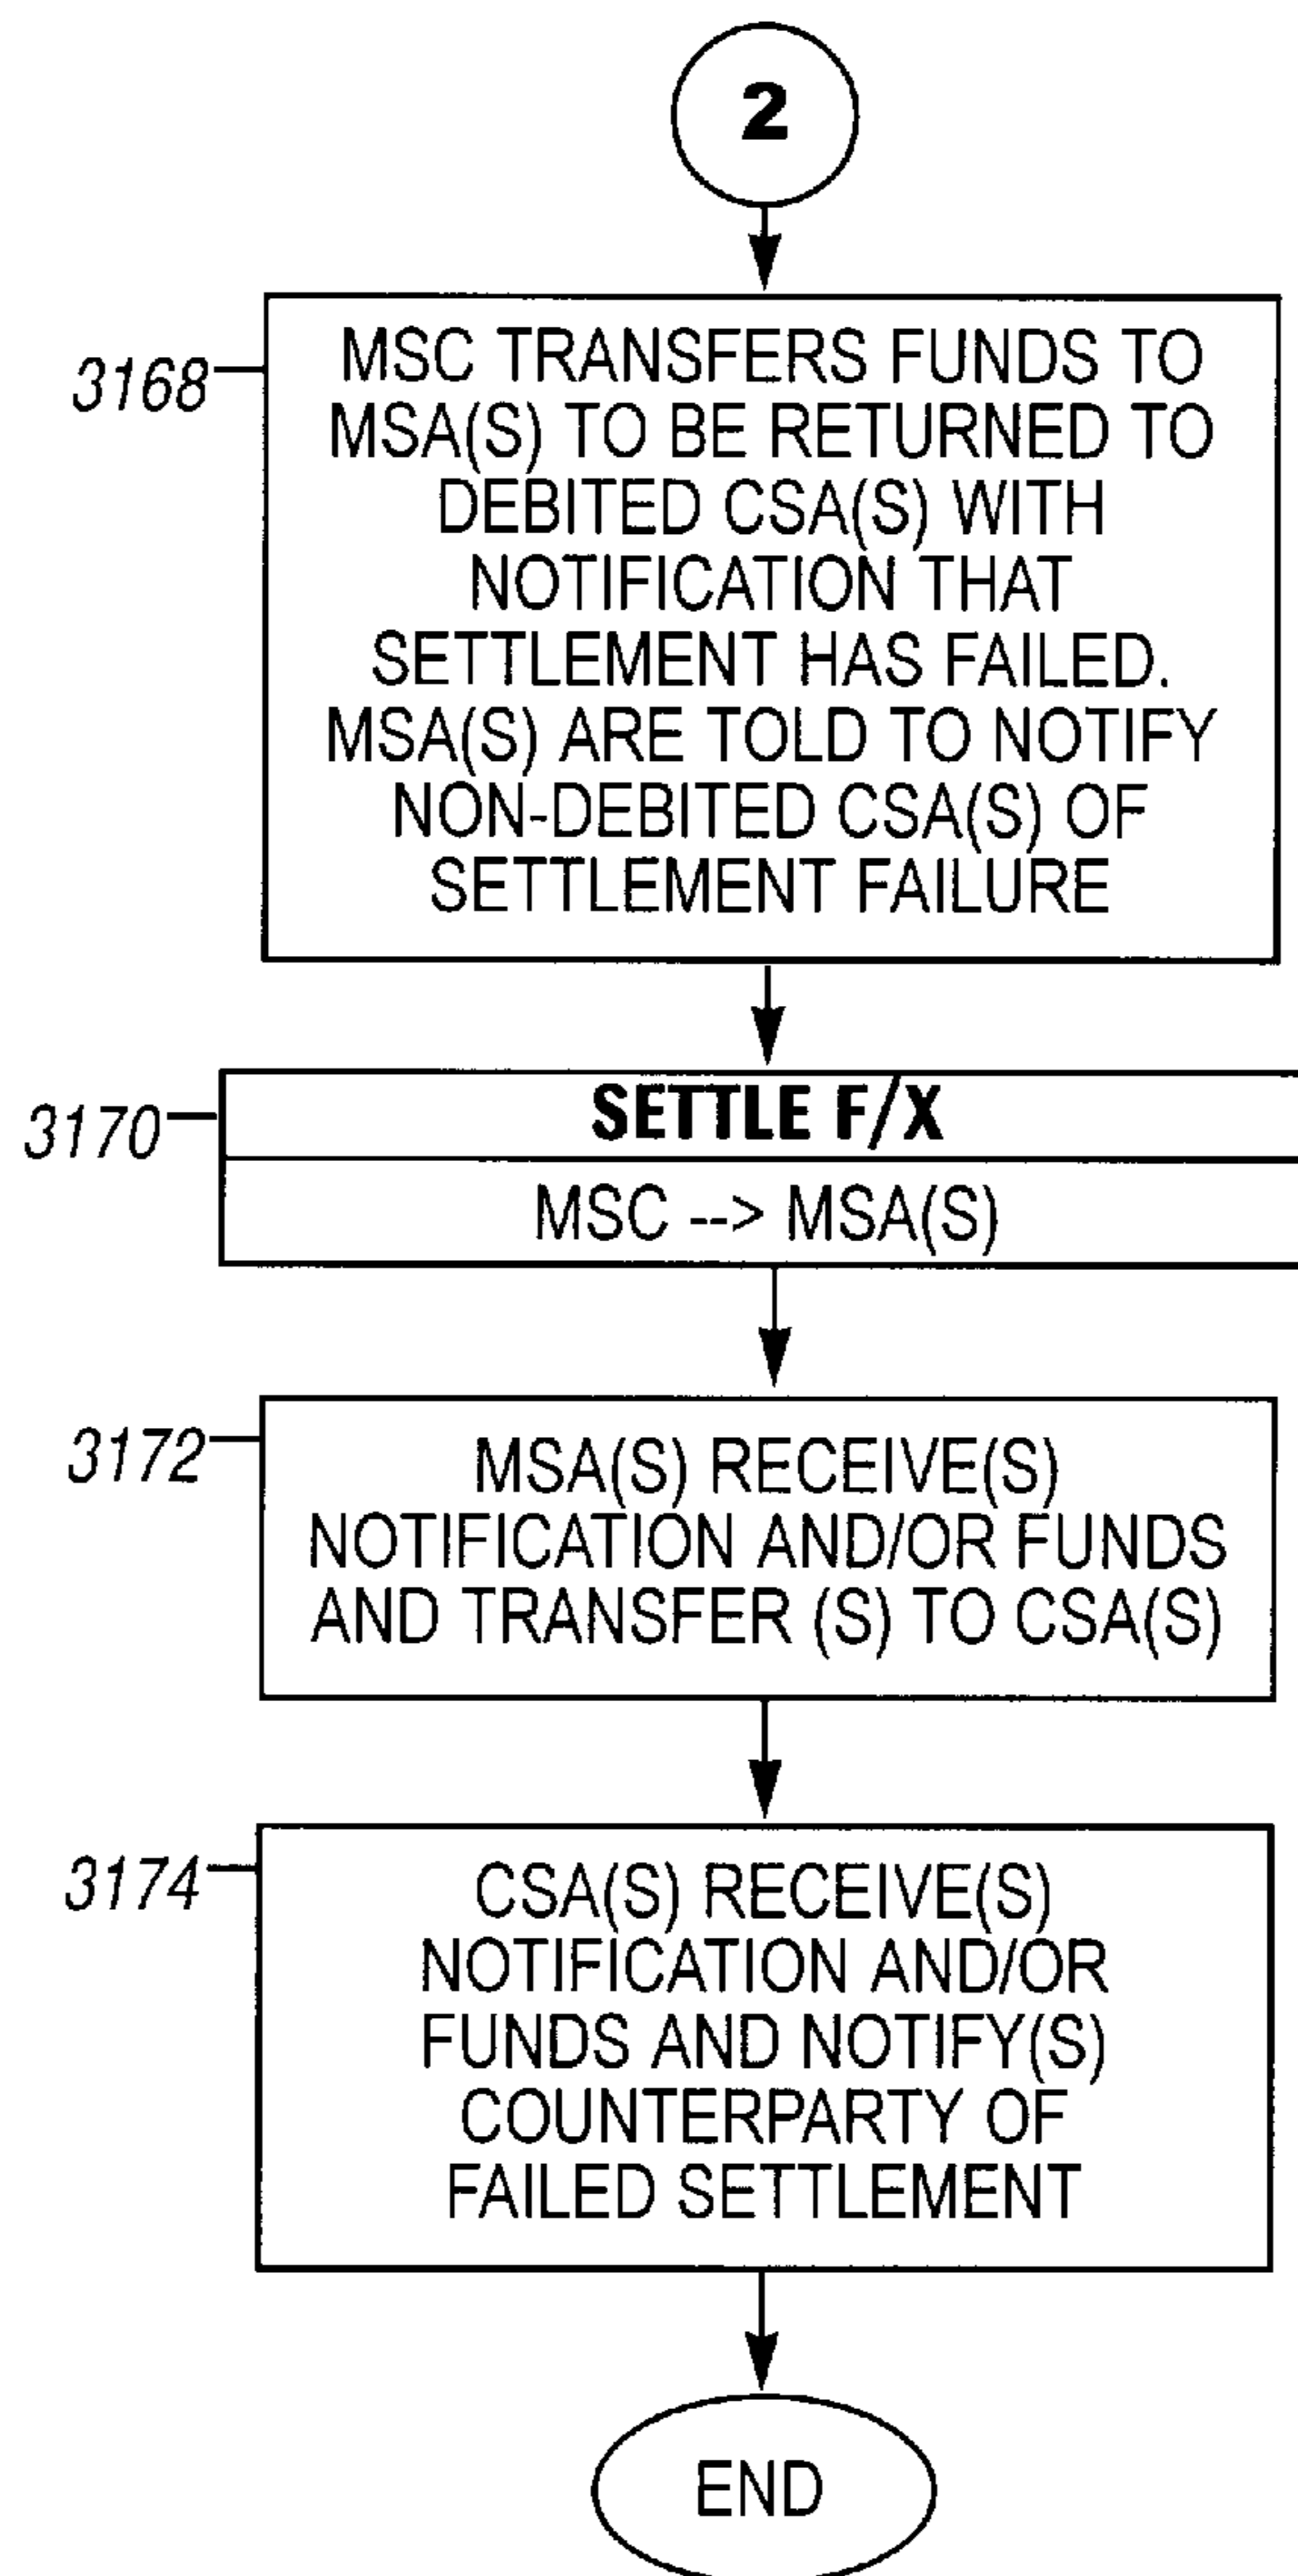 2
3168
MSC TRANSFERS FUNDS TO
MSA(S) TO BE RETURNED TO
DEBITED CSA(S) WITH
NOTIFICATION THAT
SETTLEMENT HAS FAILED.
MSA(S) ARE TOLD TO NOTIFY
NON-DEBITED CSA(S) OF
SETTLEMENT FAILURE
3170
SETTLE F/X
MSC --> MSA(S)
3172
MSA(S) RECEIVE(S)
NOTIFICATION AND/OR FUNDS
AND TRANSFER (S) TO CSA(S)
3174
CSA(S) RECEIVE(S)
NOTIFICATION AND/OR
FUNDS AND NOTIFY(S)
COUNTERPARTY OF
FAILED SETTLEMENT
END